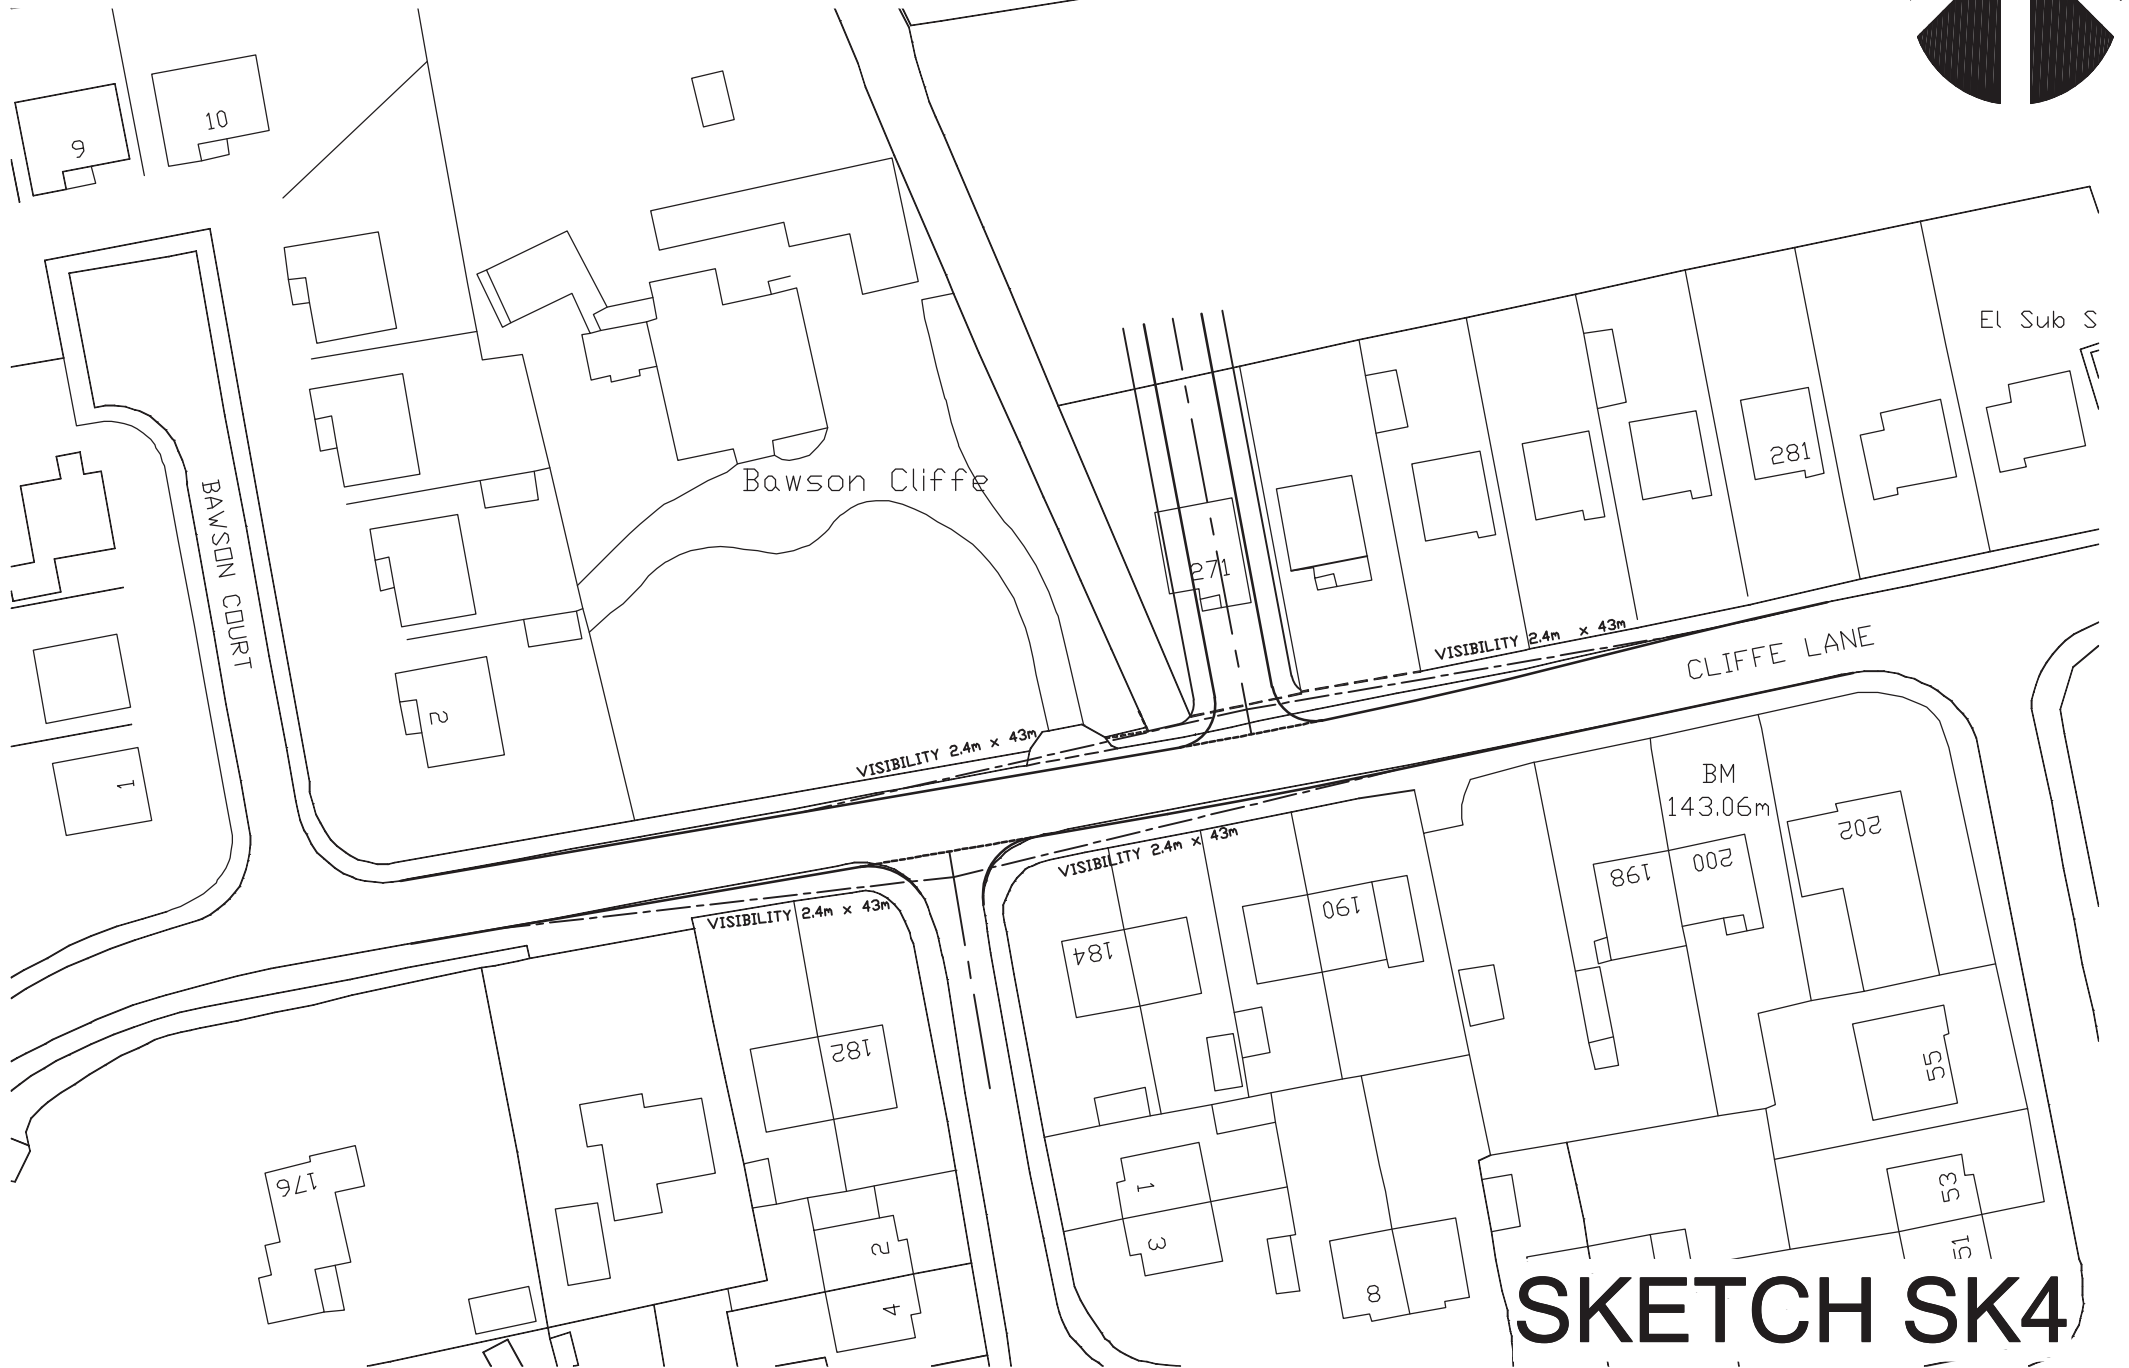 9
10
El Sub S
281
Bawson Cliffe
BAWSON COURT
271
VISIBILITY 2.4m x 43m
CLIFFE LANE
2
VISIBILITY 2.4m x 43m
1
BM
143.06m
VISIBILITY 2.4m x 43m
202
200
198
VISIBILITY 2.4m x 43m
190
184
182
55
176
1
53
3
2
51
8
4
SKETCH SK4